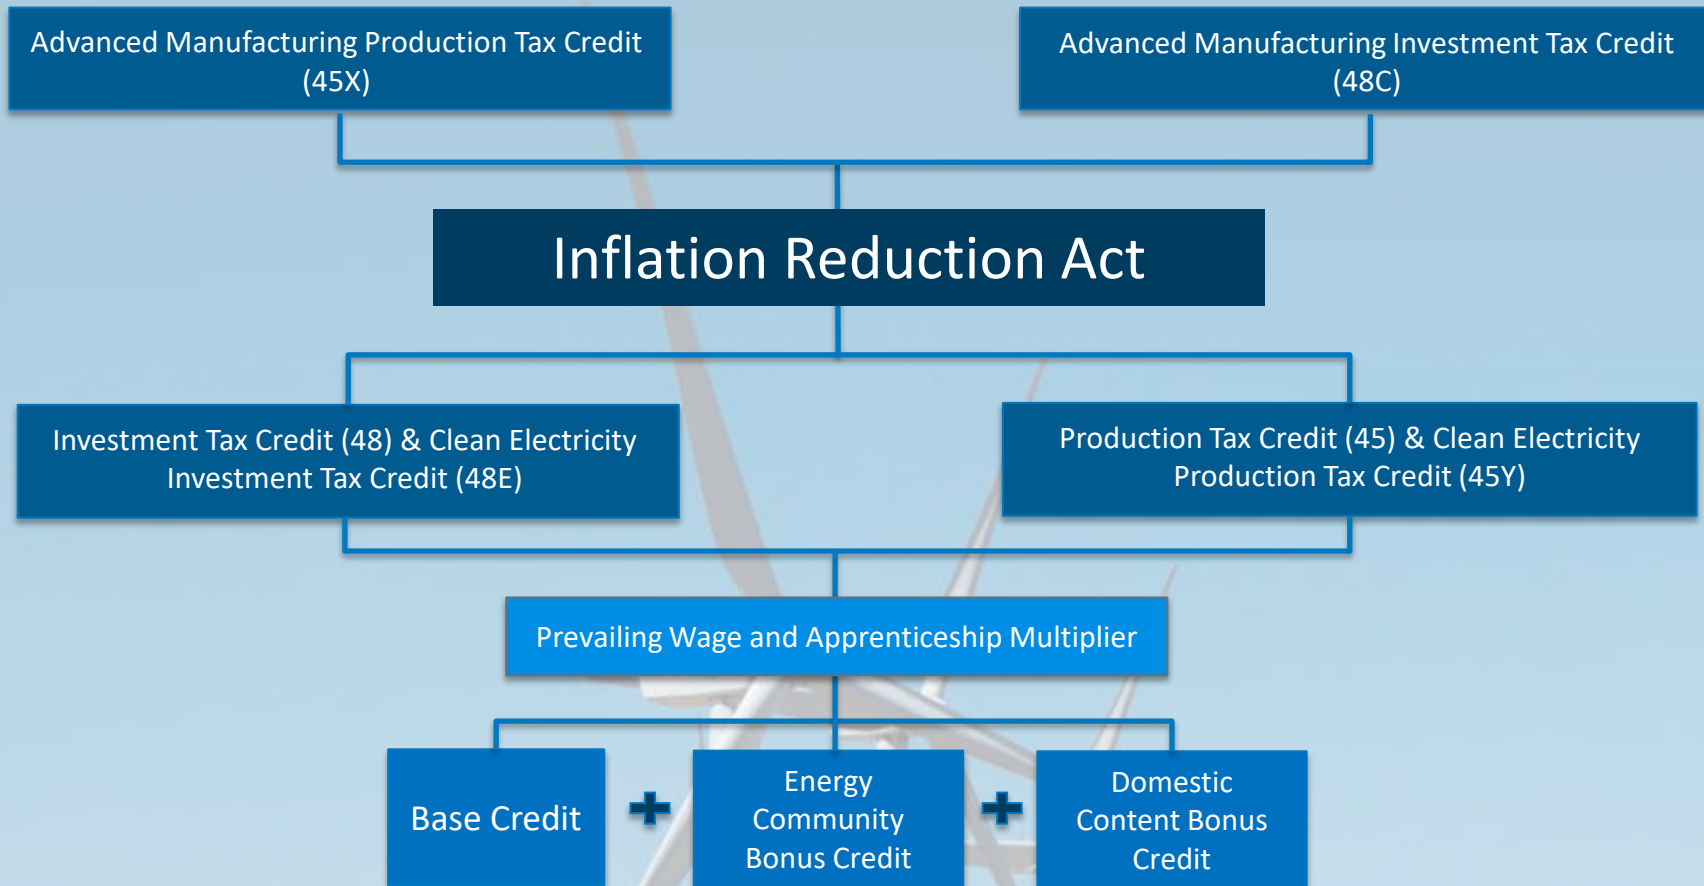 Advanced Manufacturing Production Tax Credit
(45X)
Advanced Manufacturing Investment Tax Credit
(48C)
Inflation Reduction Act
Investment Tax Credit (48) & Clean Electricity
Investment Tax Credit (48E)
Production Tax Credit (45) & Clean Electricity
Production Tax Credit (45Y)
Prevailing Wage and Apprenticeship Multiplier
Base Credit
Energy
Community
Bonus Credit
Domestic
Content Bonus
Credit